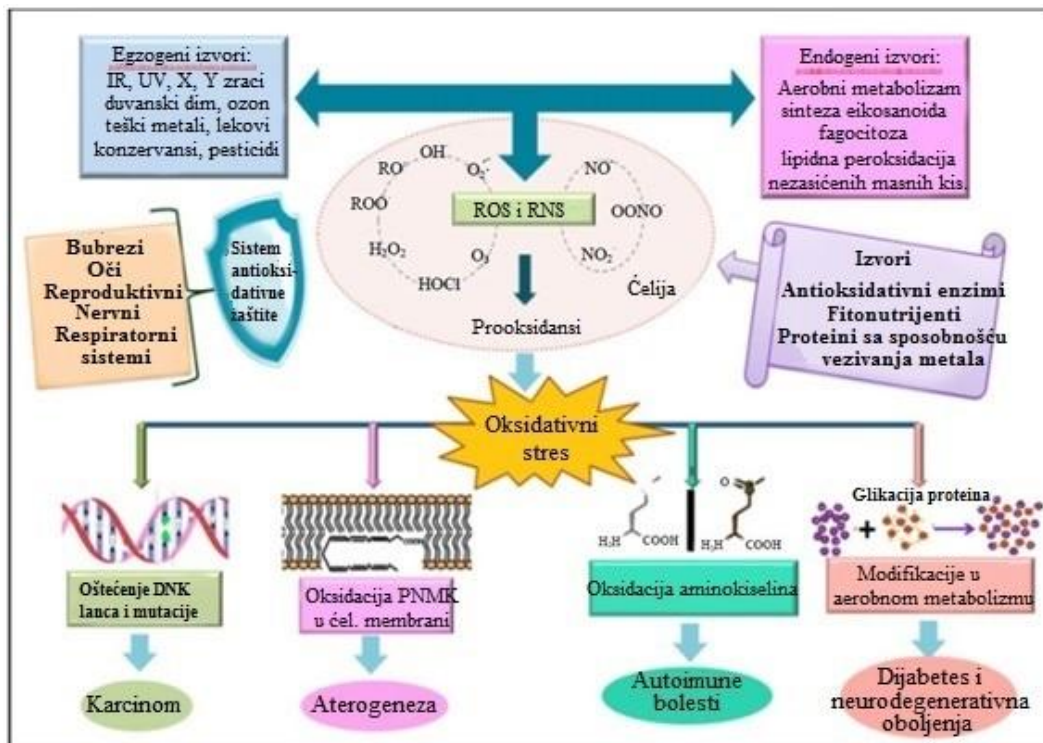 Egzogeni izvori:
IR, UV, X, Y zraci
duvanski dim, ozon
teški metali, lekovi
konzervansi, pesticidi
Endogeni izvori:
Aerobni metabolizam
sinteza eikosanoida
fagocitoza
lipidna peroksidacija
nezasićenih masnih kis.
OH
RO
O₂·⁻
ROO
H₂O₂
HOCl
O₃
ROS i RNS
NO
OONO⁻
NO₂
Ćelija
Prooksidansi
Bubrezi
Oči
Reproduktivni
Nervni
Respiratorni
sistemi
Sistem
antioksi-
dativne
zaštite
Izvori
Antioksidativni enzimi
Fitonutrijenti
Proteini sa sposobnošću
vezivanja metala
Oksidativni
stres
H₂H
COOH
O
H₂H
COOH
Glikacija proteina
+
Oštećenje DNK
lanca i mutacije
Oksidacija PNMK
u ćel. membrani
Oksidacija aminokiselina
Modifikacije u
aerobnom metabolizmu
Karcinom
Aterogeneza
Autoimune
bolesti
Dijabetes i
neurodegenerativna
oboljenja